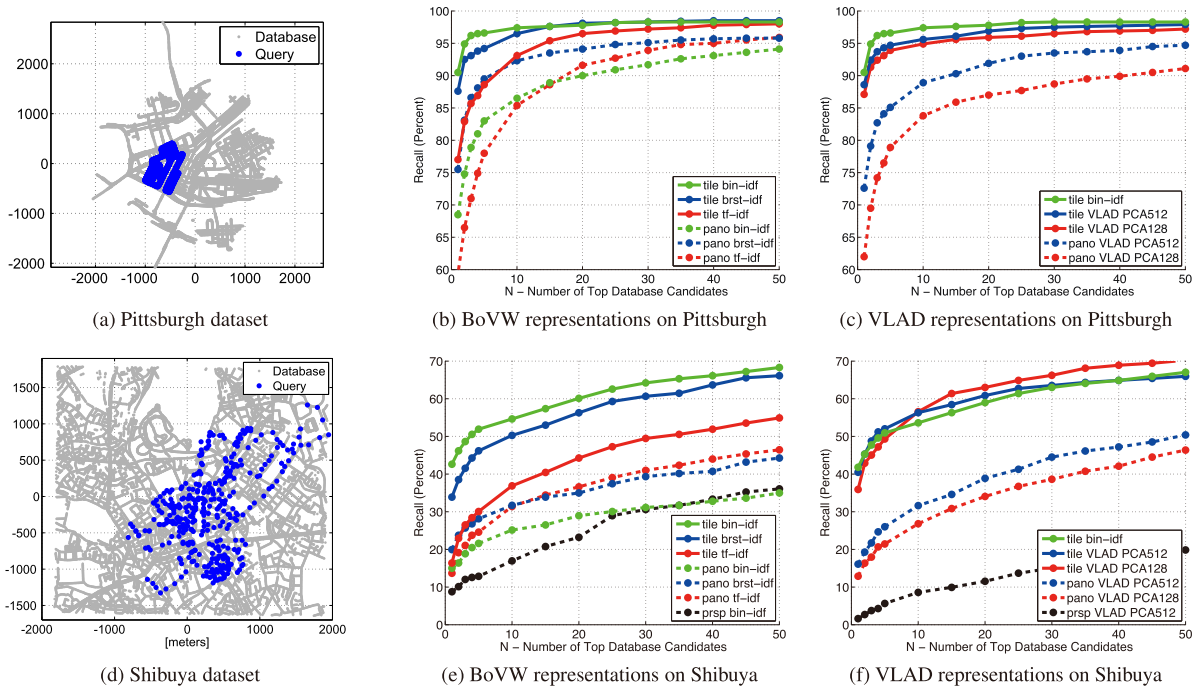 Database
Query
2000
1000
0
-1000
-2000
-2000 -1000 0 1000 2000
(a) Pittsburgh dataset
Recall (Percent)
100
95
90
85
80
75
70
65
60
tile bin-idf
tile brst-idf
tile tf-idf
pano bin-idf
pano brst-idf
pano tf-idf
0 10 20 30 40 50
N - Number of Top Database Candidates
(b) BoVW representations on Pittsburgh
Recall (Percent)
100
95
90
85
80
75
70
65
60
tile bin-idf
tile VLAD PCA512
tile VLAD PCA128
pano VLAD PCA512
pano VLAD PCA128
0 10 20 30 40 50
N - Number of Top Database Candidates
(c) VLAD representations on Pittsburgh
Database
Query
1500
1000
500
0
-500
-1000
-1500
-2000 -1000 0 1000 2000
[meters]
(d) Shibuya dataset
Recall (Percent)
70
60
50
40
30
20
10
0
tile bin-idf
tile brst-idf
tile tf-idf
pano bin-idf
pano brst-idf
pano tf-idf
prsp bin-idf
0 10 20 30 40 50
N - Number of Top Database Candidates
(e) BoVW representations on Shibuya
Recall (Percent)
70
60
50
40
30
20
10
0
tile bin-idf
tile VLAD PCA512
tile VLAD PCA128
pano VLAD PCA512
pano VLAD PCA128
prsp VLAD PCA512
0 10 20 30 40 50
N - Number of Top Database Candidates
(f) VLAD representations on Shibuya